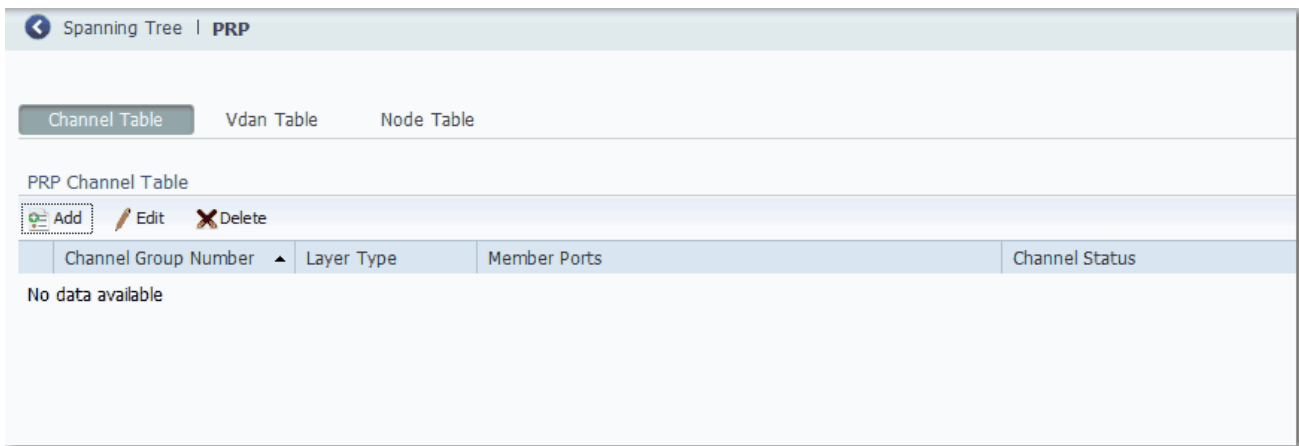 Spanning Tree | PRP
Channel Table Vdan Table Node Table
PRP Channel Table
Add Edit Delete
Channel Group Number Layer Type Member Ports Channel Status
No data available